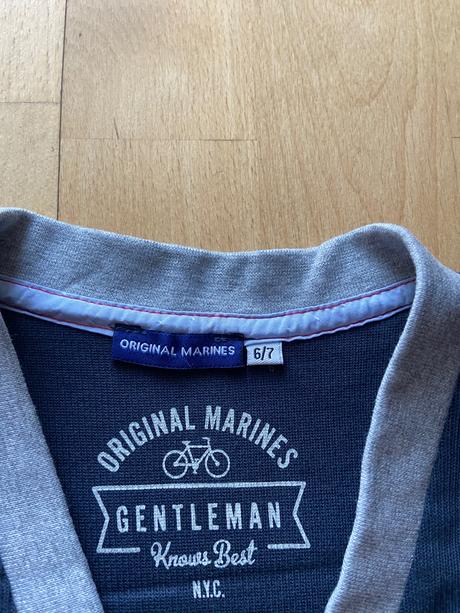 ORIGINAL MARINES
6/7
ORIGINAL MARINES
GENTLEMAN
Knows Best
N.Y.C.